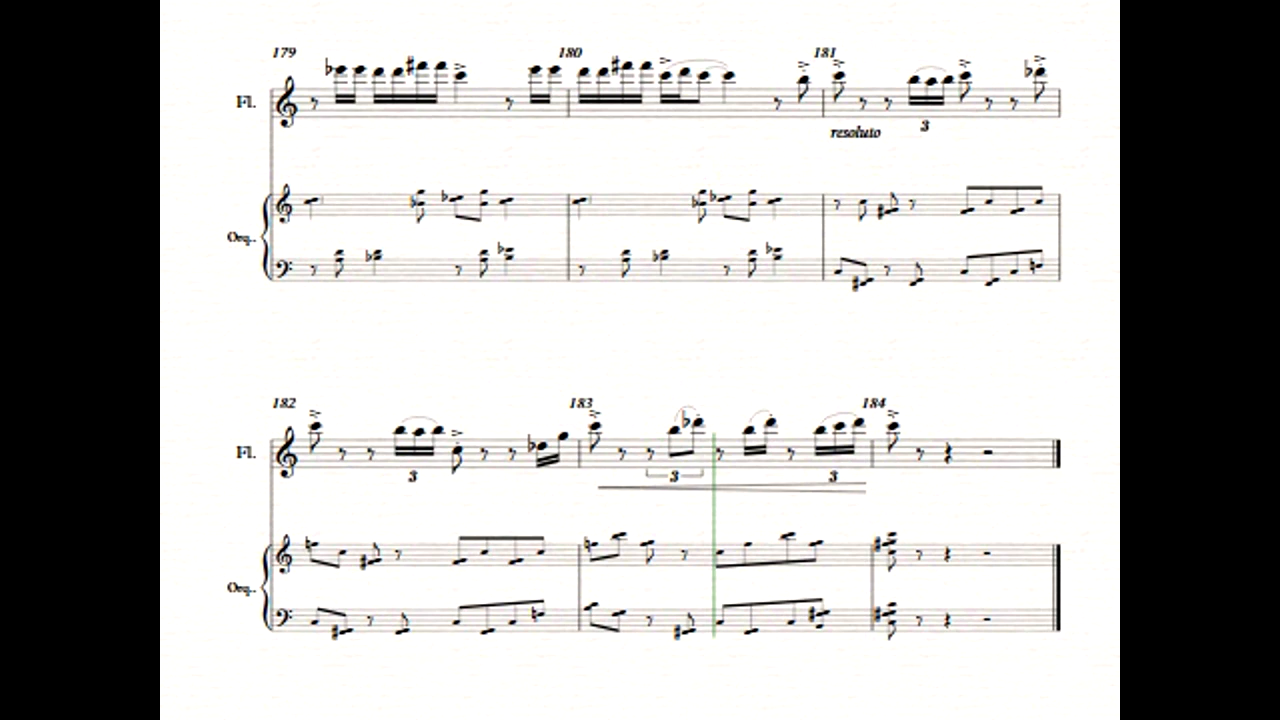 179 180 181
Fl.
resoluto 3
Orq.
182 183 184
Fl.
3 3 3
Orq.